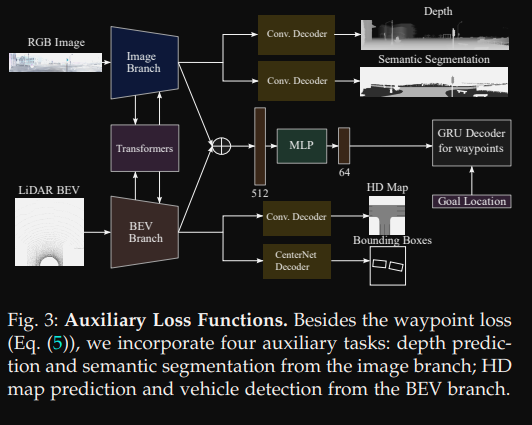 Depth
RGB Image
Image
Branch
Conv. Decoder
Semantic Segmentation
Conv. Decoder
Transformers
MLP
GRU Decoder
for waypoints
512
64
LiDAR BEV
HD Map
Goal Location
BEV
Branch
Conv. Decoder
Bounding Boxes
CenterNet
Decoder
Fig. 3: Auxiliary Loss Functions. Besides the waypoint loss
(Eq. (5)), we incorporate four auxiliary tasks: depth predic-
tion and semantic segmentation from the image branch; HD
map prediction and vehicle detection from the BEV branch.